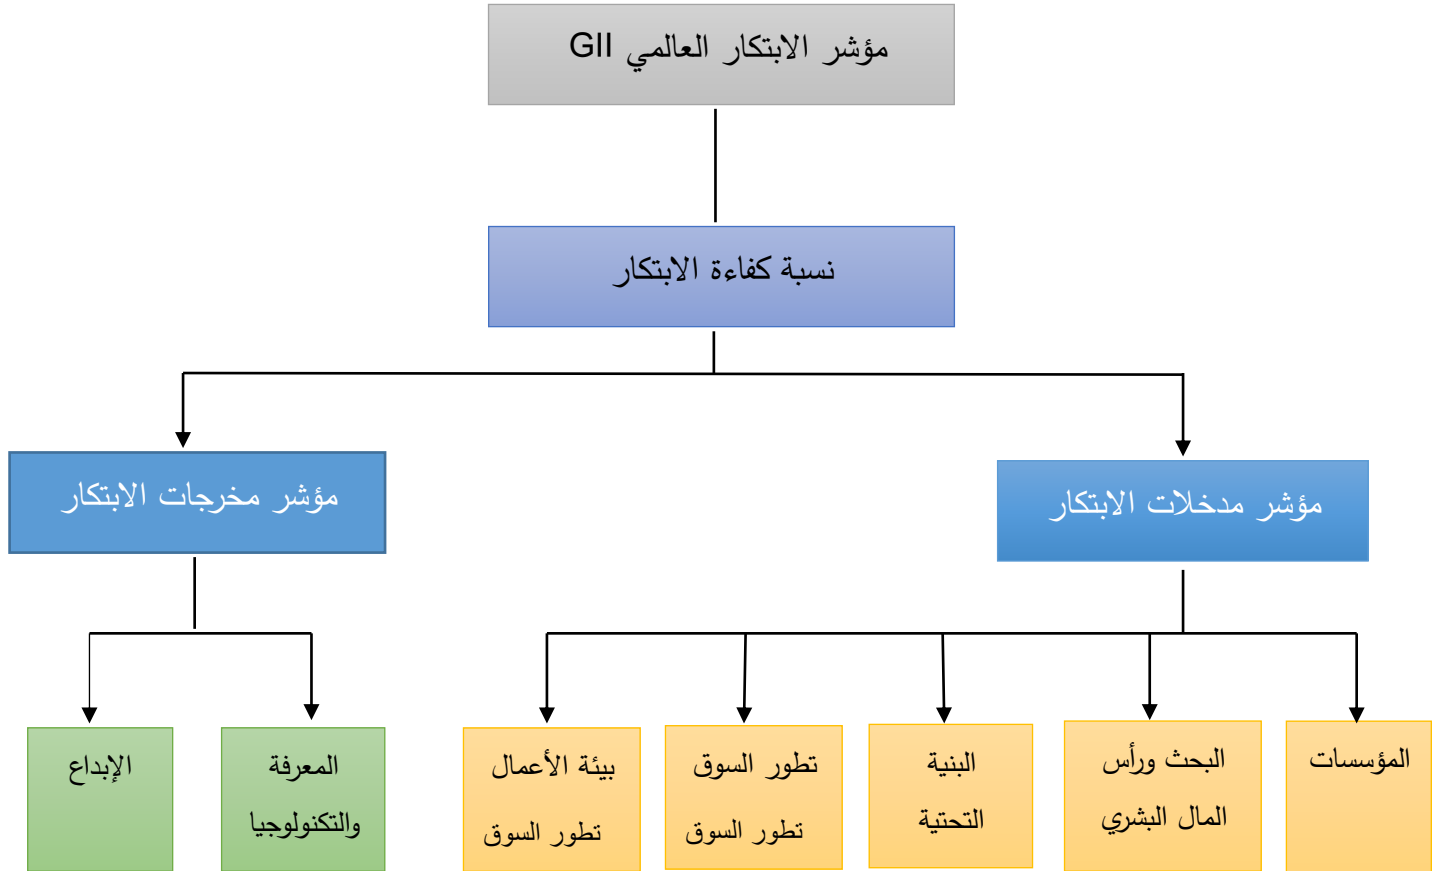 مؤشر الابتكار العالمي GII
نسبة كفاءة الابتكار
مؤشر مدخلات الابتكار
مؤشر مخرجات الابتكار
المؤسسات
البحث ورأس
المال البشري
البنية
التحتية
تطور السوق
تطور السوق
بيئة الأعمال
تطور السوق
المعرفة
والتكنولوجيا
الإبداع